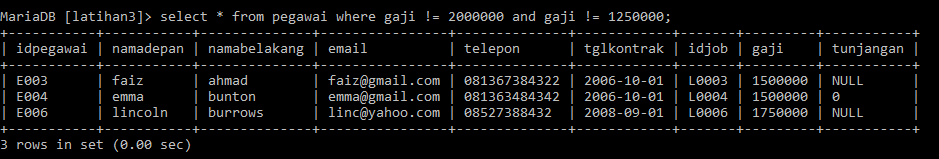 MariaDB [latihan3]> select * from pegawai where gaji != 2000000 and gaji != 1250000;
+-----------+-----------+--------------+----------------+--------------+-------------+-------+---------+-----------+
| idpegawai | namadepan | namabelakang | email          | telepon      | tglkontrak | idjob | gaji    | tunjangan |
+-----------+-----------+--------------+----------------+--------------+-------------+-------+---------+-----------+
| E003      | faiz      | ahmad        | faiz@gmail.com | 081367384322 | 2006-10-01 | L0003 | 1500000 | NULL      |
| E004      | emma      | bunton       | emma@gmail.com | 081363484342 | 2006-10-01 | L0004 | 1500000 | 0         |
| E006      | lincoln   | burrows      | linc@yahoo.com | 08527388432  | 2008-09-01 | L0006 | 1750000 | NULL      |
+-----------+-----------+--------------+----------------+--------------+-------------+-------+---------+-----------+
3 rows in set (0.00 sec)